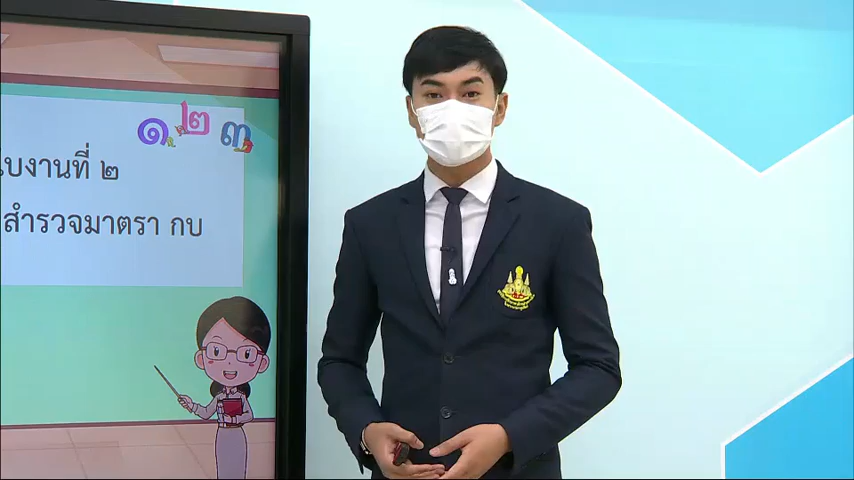 ๑ ๒ ๓
ใบงานที่ ๒
สำรวจมาตรา กบ